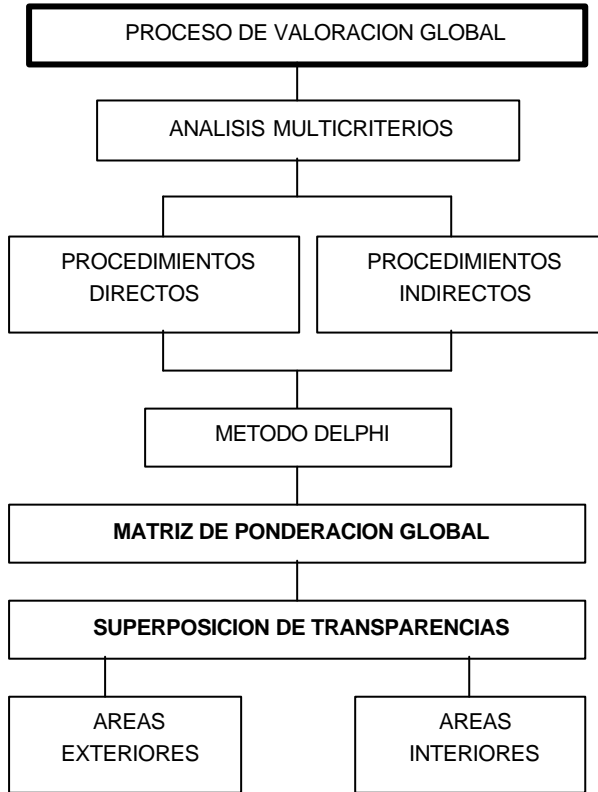 PROCESO DE VALORACION GLOBAL
ANALISIS MULTICRITERIOS
PROCEDIMIENTOS
DIRECTOS
PROCEDIMIENTOS
INDIRECTOS
METODO DELPHI
MATRIZ DE PONDERACION GLOBAL
SUPERPOSICION DE TRANSPARENCIAS
AREAS
EXTERIORES
AREAS
INTERIORES